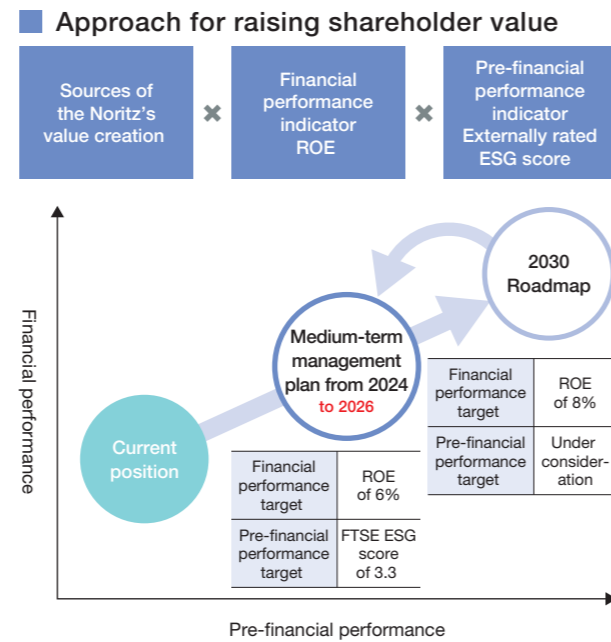 Approach for raising shareholder value
Sources of
the Noritz's
value creation
×
Financial
performance
indicator
ROE
×
Pre-financial
performance
indicator
Externally rated
ESG score
Financial performance
2030
Roadmap
Medium-term
management
plan from 2024
to 2026
Current
position
Financial
performance
target
ROE
of 8%
Pre-financial
performance
target
Under
consider-
ation
Financial
performance
target
ROE
of 6%
Pre-financial
performance
target
FTSE ESG
score
of 3.3
Pre-financial performance